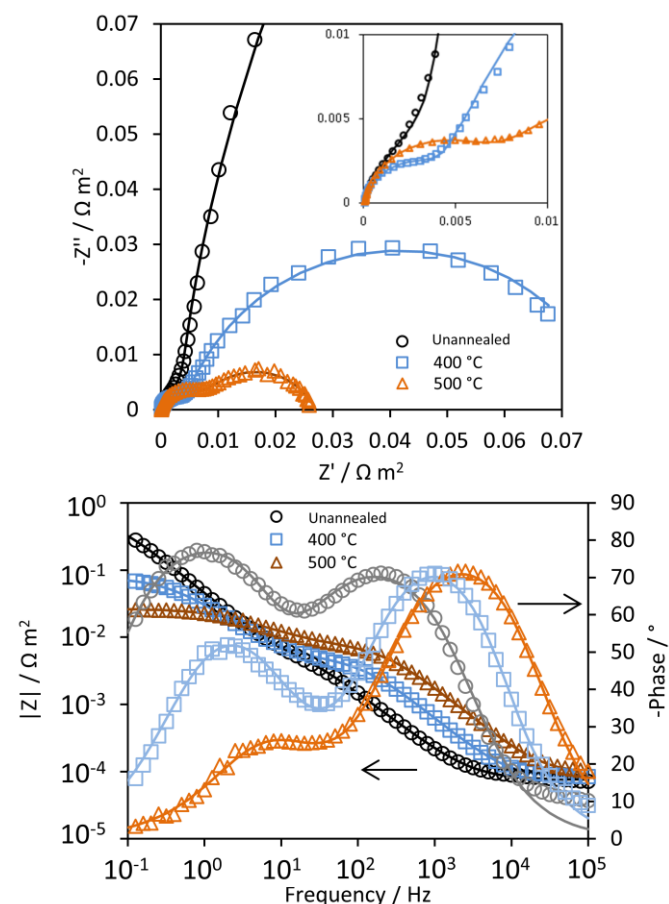 0.07
0.06
0.05
0.04
0.03
0.02
0.01
0
-Z'' / Ω m²
0.01
0.005
0
0
0.005
0.01
Unannealed
400 °C
500 °C
0 0.01 0.02 0.03 0.04 0.05 0.06 0.07
Z' / Ω m²
10⁰
10⁻¹
10⁻²
10⁻³
10⁻⁴
10⁻⁵
|Z| / Ω m²
Unannealed
400 °C
500 °C
90
80
70
60
50
40
30
20
10
0
-Phase / °
10⁻¹ 10⁰ 10¹ 10² 10³ 10⁴ 10⁵
Frequency / Hz